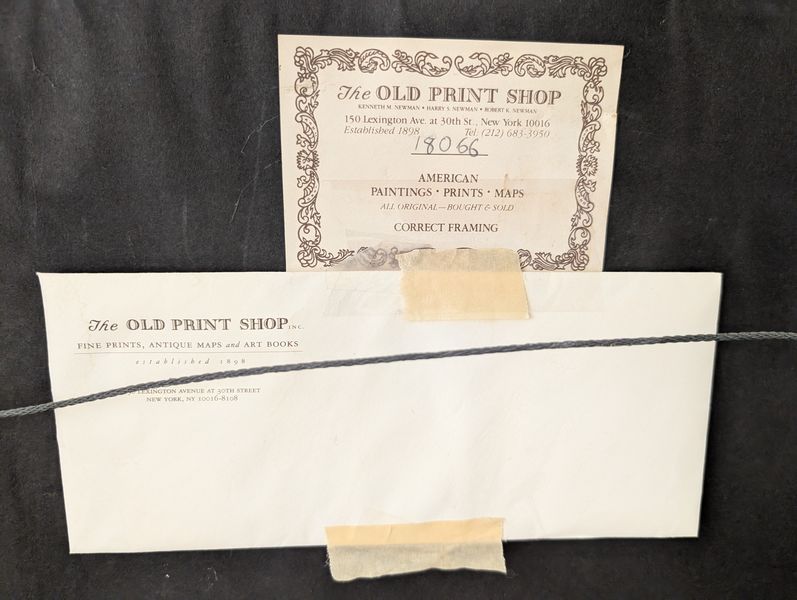 The OLD PRINT SHOP
KENNETH M. NEWMAN • HARRY S. NEWMAN • ROBERT K. NEWMAN
150 Lexington Ave. at 30th St., New York 10016
Established 1898 Tel: (212) 683-3950
18066
AMERICAN
PAINTINGS • PRINTS • MAPS
ALL ORIGINAL—BOUGHT & SOLD
CORRECT FRAMING
The OLD PRINT SHOP INC.
FINE PRINTS, ANTIQUE MAPS and ART BOOKS
established 1898
LEXINGTON AVENUE AT 30TH STREET
NEW YORK, NY 10016-8108